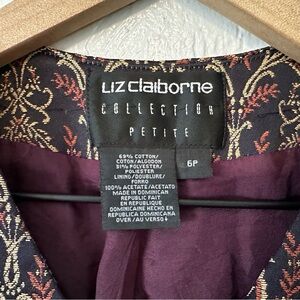 Liz claiborne
COLLECTION
PETITE
6P
69% COTTON/
COTON/ALGODON
31% POLYESTER/
POLIESTER
LINING/DOUBLURE/
FORRO
100% ACETATE/ACETATO
MADE IN DOMINICAN
REPUBLIC FAIT
EN REPUBLIQUE
DOMINICAINE HECHO EN
REPUBLICA DOMINICANA
OVER/AU VERSO